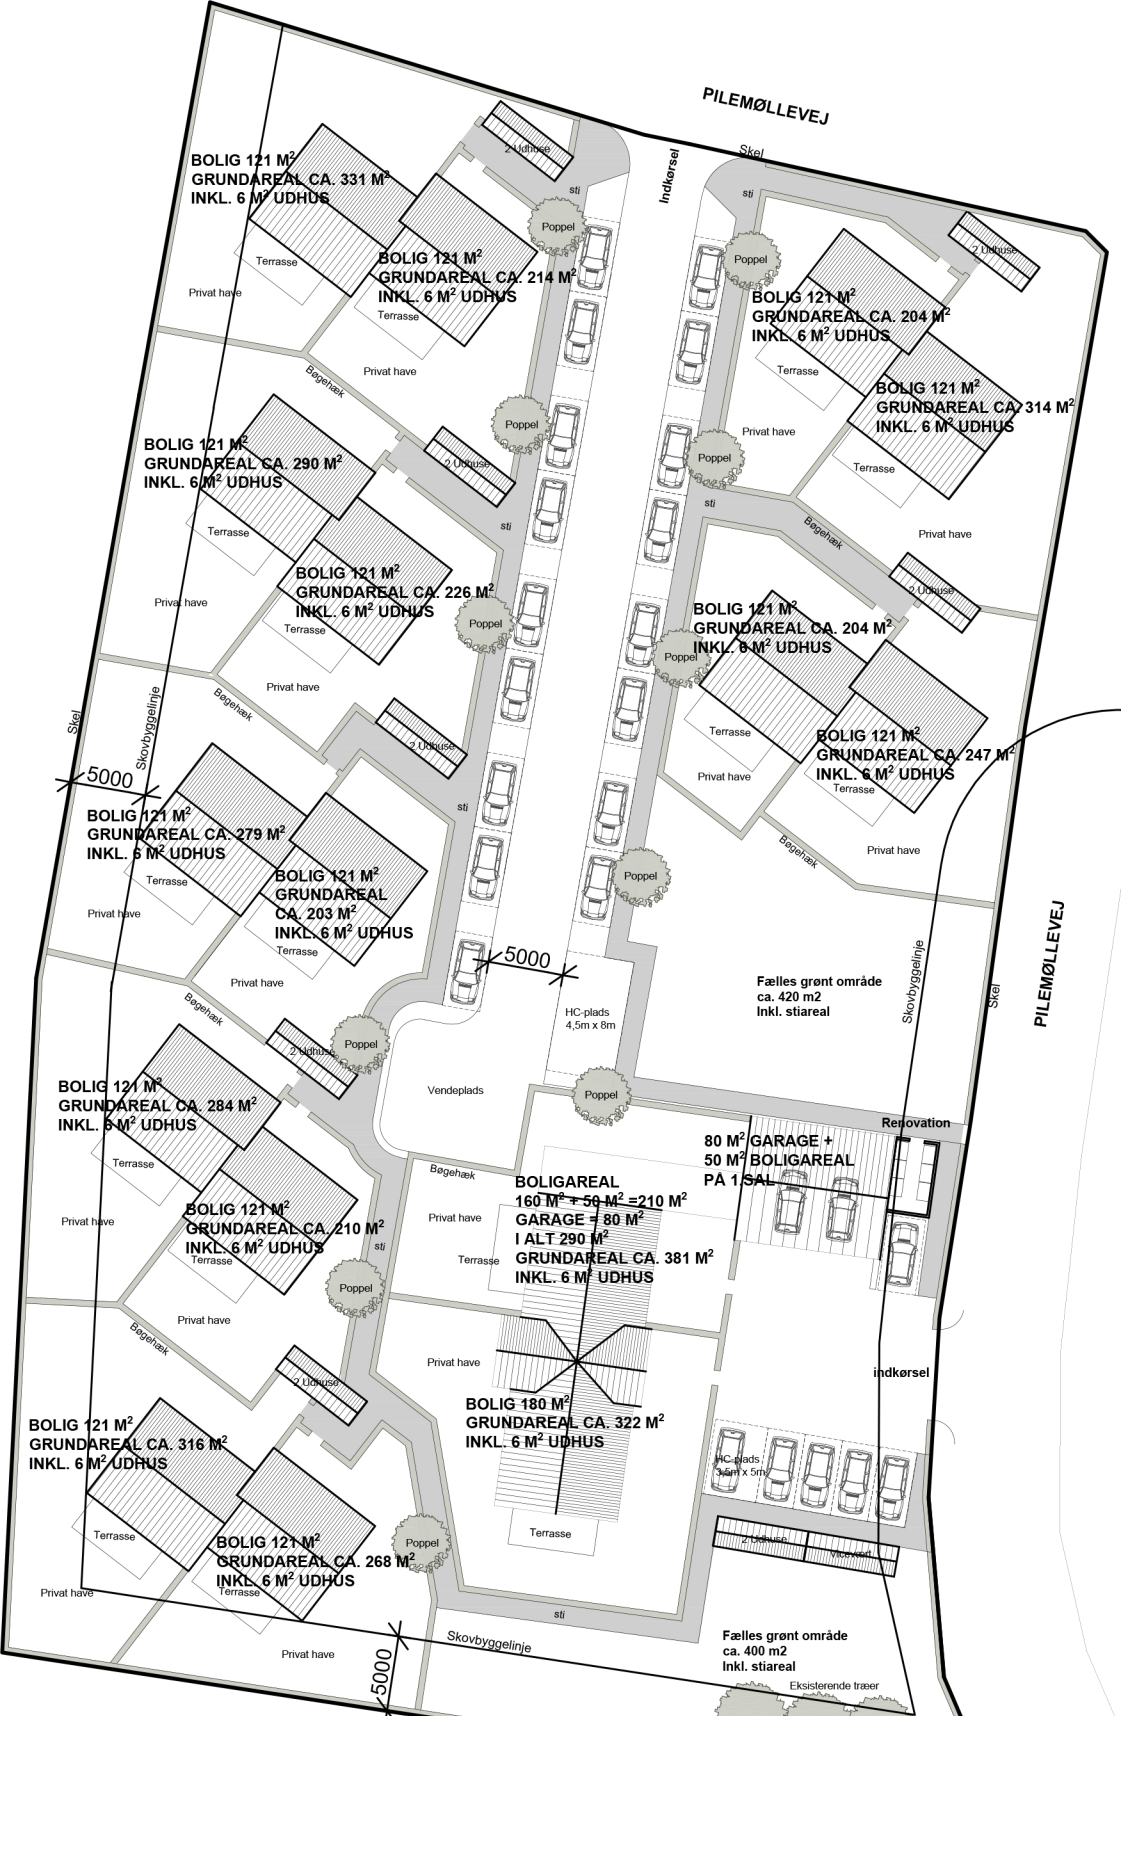 PILEMØLLEVEJ
Skel
Indkørsel
2 Udhuse
sti
sti
BOLIG 121 M²
GRUNDAREAL CA. 331 M²
INKL. 6 M² UDHUS
Terrasse
Privat have
Poppel
BOLIG 121 M²
GRUNDAREAL CA. 214 M²
INKL. 6 M² UDHUS
Terrasse
Privat have
Poppel
2 Udhuse
BOLIG 121 M²
GRUNDAREAL CA. 204 M²
INKL. 6 M² UDHUS
Terrasse
Privat have
BOLIG 121 M²
GRUNDAREAL CA. 314 M²
INKL. 6 M² UDHUS
Terrasse
Privat have
Bøgehæk
Poppel
Poppel
2 Udhuse
sti
sti
Bøgehæk
BOLIG 121 M²
GRUNDAREAL CA. 290 M²
INKL. 6 M² UDHUS
Terrasse
Privat have
BOLIG 121 M²
GRUNDAREAL CA. 226 M²
INKL. 6 M² UDHUS
Terrasse
Privat have
Poppel
Poppel
2 Udhuse
BOLIG 121 M²
GRUNDAREAL CA. 204 M²
INKL. 6 M² UDHUS
Terrasse
Privat have
BOLIG 121 M²
GRUNDAREAL CA. 247 M²
INKL. 6 M² UDHUS
Terrasse
Privat have
Bøgehæk
Bøgehæk
Skel
Skovbyggelinje
5000
2 Udhuse
sti
BOLIG 121 M²
GRUNDAREAL CA. 279 M²
INKL. 6 M² UDHUS
Terrasse
Privat have
BOLIG 121 M²
GRUNDAREAL
CA. 203 M²
INKL. 6 M² UDHUS
Terrasse
Privat have
Poppel
5000
HC-plads
4,5m x 8m
Fælles grønt område
ca. 420 m2
Inkl. stiareal
Skovbyggelinje
Skel
PILEMØLLEVEJ
Bøgehæk
2 Udhuse
Poppel
Vendeplads
Poppel
BOLIG 121 M²
GRUNDAREAL CA. 284 M²
INKL. 6 M² UDHUS
Terrasse
Privat have
BOLIG 121 M²
GRUNDAREAL CA. 210 M²
INKL. 6 M² UDHUS
Terrasse
Privat have
sti
Poppel
Bøgehæk
Privat have
Terrasse
BOLIGAREAL
160 M² + 50 M² =210 M²
GARAGE = 80 M²
I ALT 290 M²
GRUNDAREAL CA. 381 M²
INKL. 6 M² UDHUS
80 M² GARAGE +
50 M² BOLIGAREAL
PÅ 1.SAL
Renovation
indkørsel
Bøgehæk
2 Udhuse
Privat have
BOLIG 180 M²
GRUNDAREAL CA. 322 M²
INKL. 6 M² UDHUS
Terrasse
HC-plads
3,5m x 5m
2 Udhuse
Vicevært
BOLIG 121 M²
GRUNDAREAL CA. 316 M²
INKL. 6 M² UDHUS
Terrasse
Privat have
BOLIG 121 M²
GRUNDAREAL CA. 268 M²
INKL. 6 M² UDHUS
Terrasse
Privat have
Poppel
sti
Skovbyggelinje
5000
Fælles grønt område
ca. 400 m2
Inkl. stiareal
Eksisterende træer